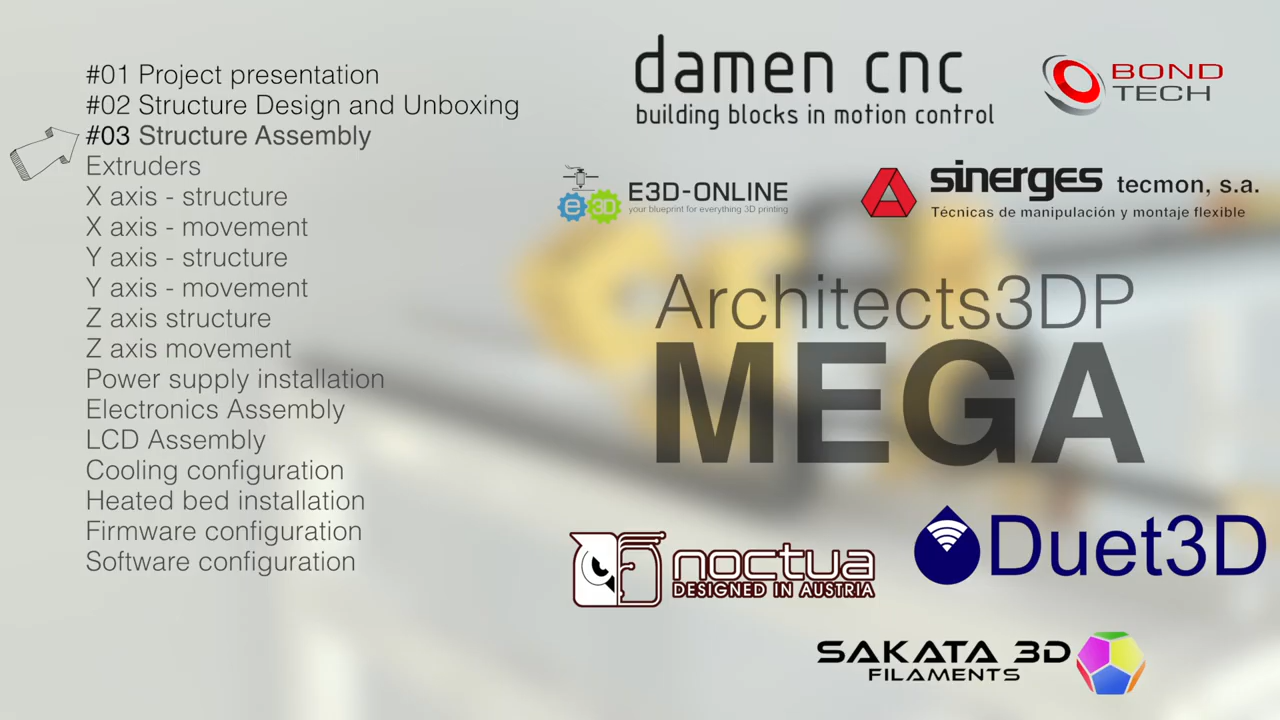 #01 Project presentation
#02 Structure Design and Unboxing
#03 Structure Assembly
Extruders
X axis - structure
X axis - movement
Y axis - structure
Y axis - movement
Z axis structure
Z axis movement
Power supply installation
Electronics Assembly
LCD Assembly
Cooling configuration
Heated bed installation
Firmware configuration
Software configuration
damen cnc
building blocks in motion control
BOND
TECH
e3D
E3D-ONLINE
your blueprint for everything 3D printing
sinerges tecmon, s.a.
Técnicas de manipulación y montaje flexible
Architects3DP
MEGA
noctua
DESIGNED IN AUSTRIA
Duet3D
SAKATA 3D
FILAMENTS